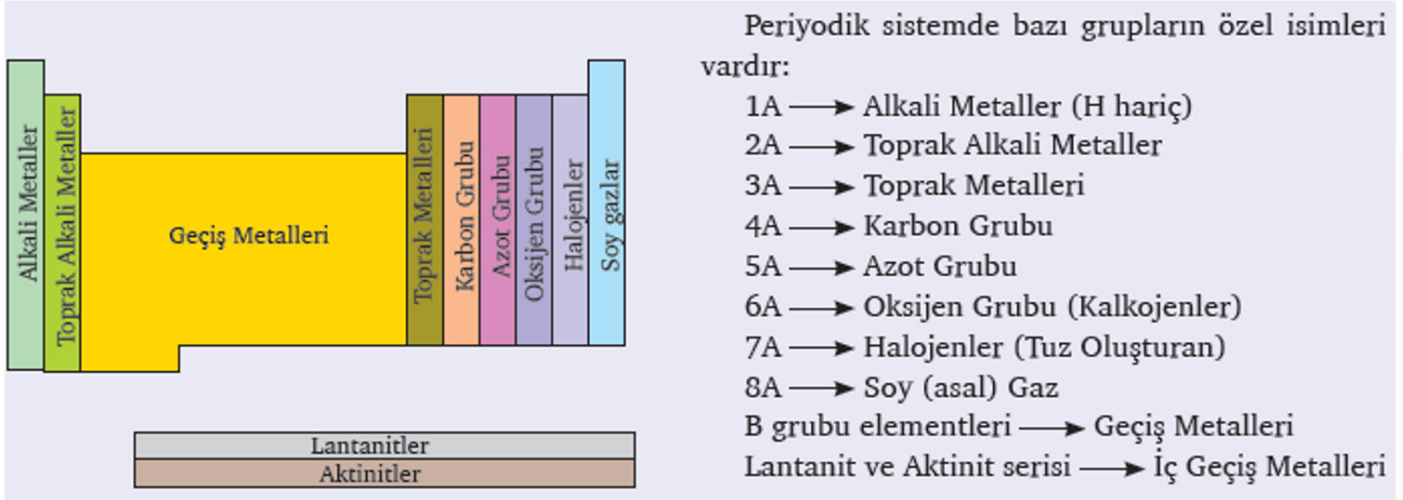 Alkali Metaller
Toprak Alkali Metaller
Geçiş Metalleri
Toprak Metalleri
Karbon Grubu
Azot Grubu
Oksijen Grubu
Halojenler
Soy gazlar
Lantanitler
Aktinitler
Periyodik sistemde bazı grupların özel isimleri
vardır:
1A → Alkali Metaller (H hariç)
2A → Toprak Alkali Metaller
3A → Toprak Metalleri
4A → Karbon Grubu
5A → Azot Grubu
6A → Oksijen Grubu (Kalkojenler)
7A → Halojenler (Tuz Oluşturan)
8A → Soy (asal) Gaz
B grubu elementleri → Geçiş Metalleri
Lantanit ve Aktinit serisi → İç Geçiş Metalleri